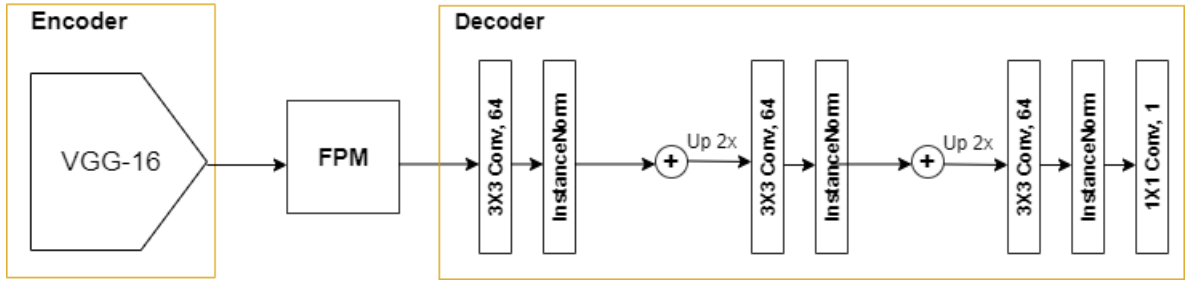 Encoder
Decoder
VGG-16
FPM
3X3 Conv, 64
InstanceNorm
+
Up 2x
3X3 Conv, 64
InstanceNorm
+
Up 2x
3X3 Conv, 64
InstanceNorm
1X1 Conv, 1